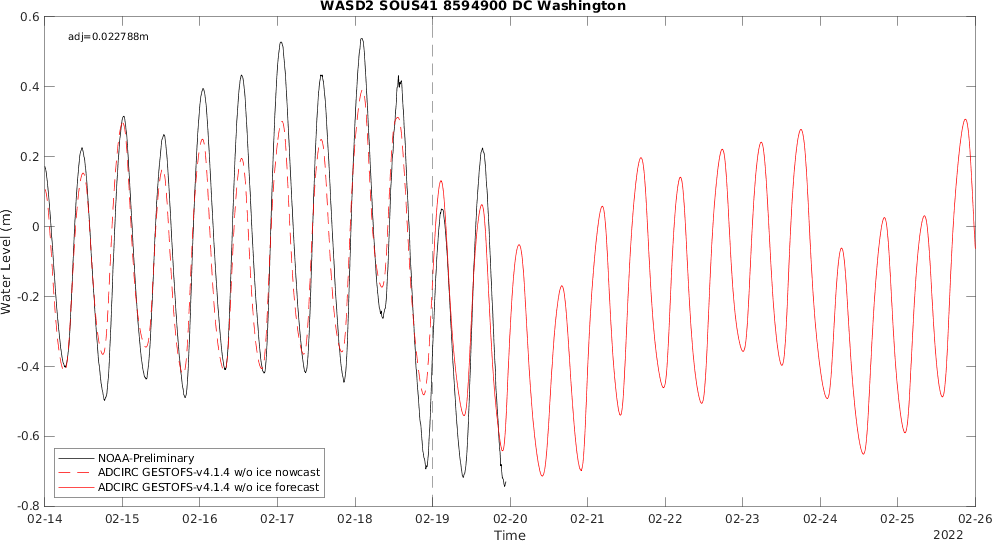 WASD2 SOUS41 8594900 DC Washington
adj=0.022788m
0.6
0.4
0.2
0
-0.2
-0.4
-0.6
-0.8
Water Level (m)
NOAA-Preliminary
ADCIRC GESTOFS-v4.1.4 w/o ice nowcast
ADCIRC GESTOFS-v4.1.4 w/o ice forecast
02-14 02-15 02-16 02-17 02-18 02-19 02-20 02-21 02-22 02-23 02-24 02-25 02-26
Time
2022